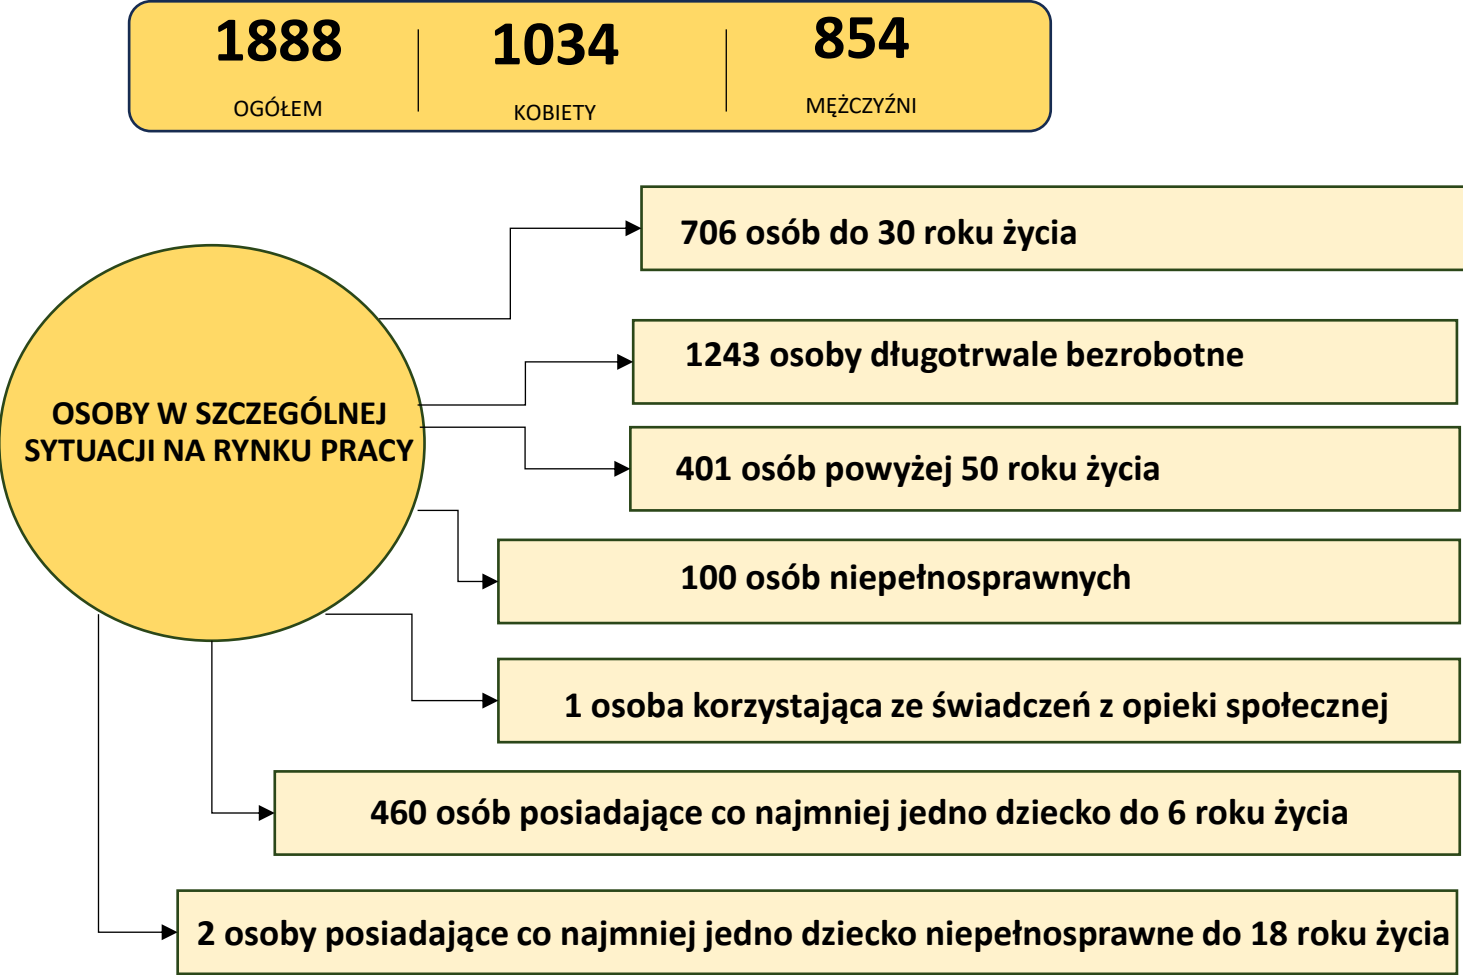 1888
OGÓŁEM
1034
KOBIETY
854
MĘŻCZYŹNI
OSOBY W SZCZEGÓLNEJ
SYTUACJI NA RYNKU PRACY
706 osób do 30 roku życia
1243 osoby długotrwale bezrobotne
401 osób powyżej 50 roku życia
100 osób niepełnosprawnych
1 osoba korzystająca ze świadczeń z opieki społecznej
460 osób posiadające co najmniej jedno dziecko do 6 roku życia
2 osoby posiadające co najmniej jedno dziecko niepełnosprawne do 18 roku życia